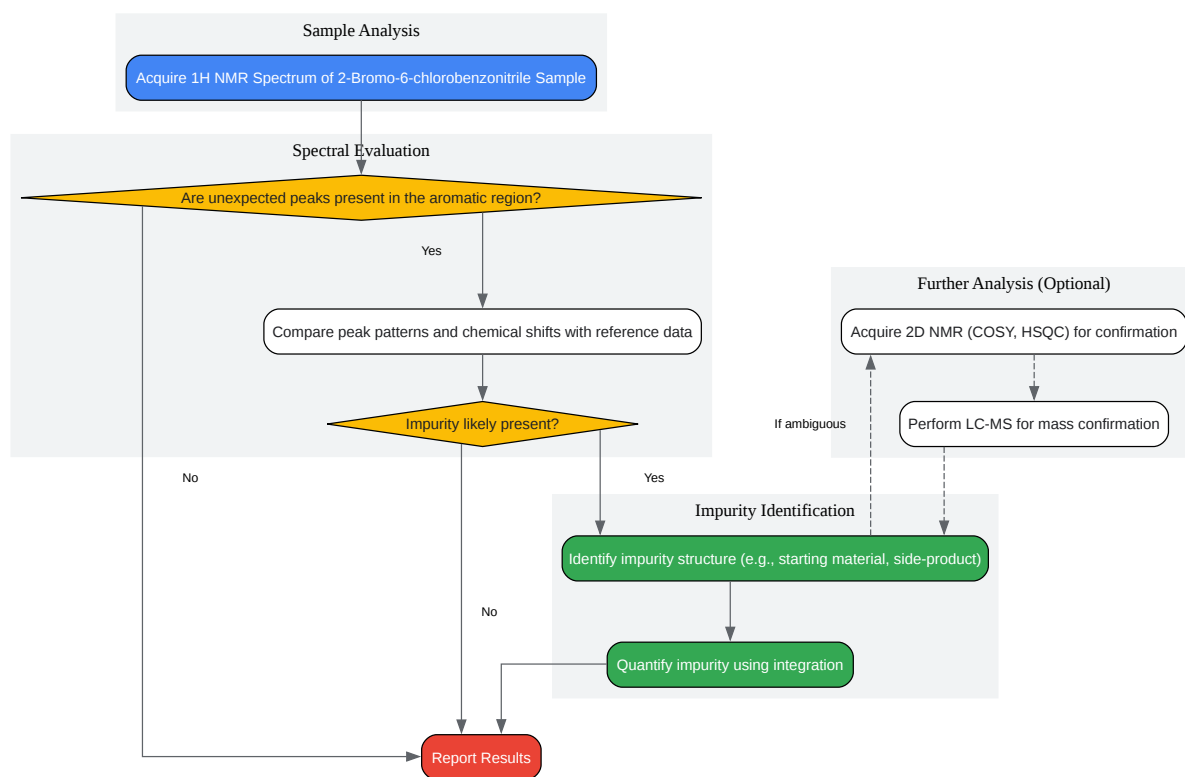 Sample Analysis
Acquire 1H NMR Spectrum of 2-Bromo-6-chlorobenzonitrile Sample
Spectral Evaluation
Are unexpected peaks present in the aromatic region?
Yes
Further Analysis (Optional)
Compare peak patterns and chemical shifts with reference data
Acquire 2D NMR (COSY, HSQC) for confirmation
Impurity likely present?
If ambiguous
Perform LC-MS for mass confirmation
No
Yes
Impurity Identification
Identify impurity structure (e.g., starting material, side-product)
No
Quantify impurity using integration
Report Results